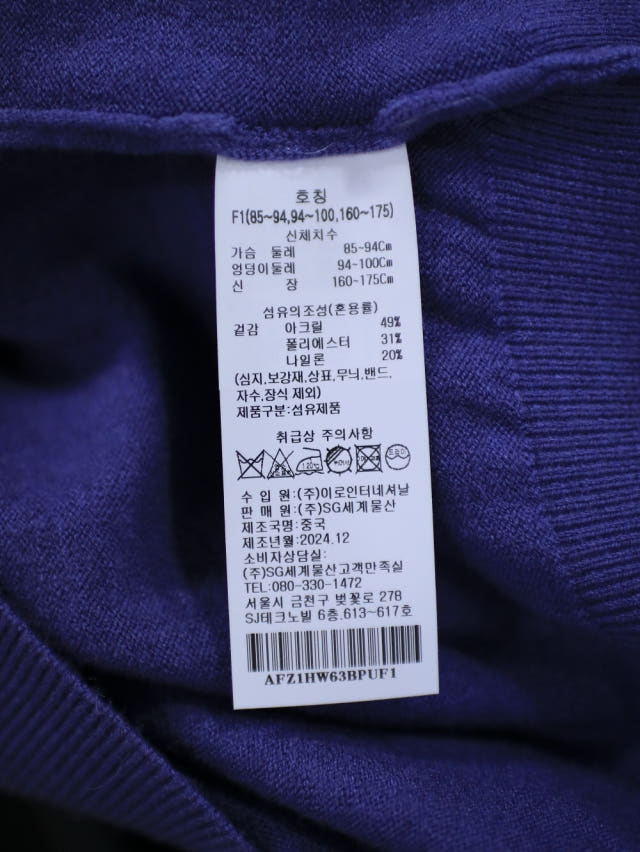 호칭
F1(85~94,94~100,160~175)
신체치수
가슴 둘레 85~94Cm
엉덩이둘레 94~100Cm
신 장 160~175Cm
섬유의조성(혼용률)
겉감 아크릴 49%
폴리에스터 31%
나일론 20%
(심지,보강재,상표,무늬,밴드,
자수,장식 제외)
제품구분:섬유제품
취급상 주의사항
수 입 원:(주)이로인터네셔날
판 매 원:(주)SG세계물산
제조국명:중국
제조년월:2024.12
소비자상담실:
(주)SG세계물산고객만족실
TEL:080-330-1472
서울시 금천구 벚꽃로 278
SJ테크노빌 6층.613~617호
AFZ1HW63BPUF1